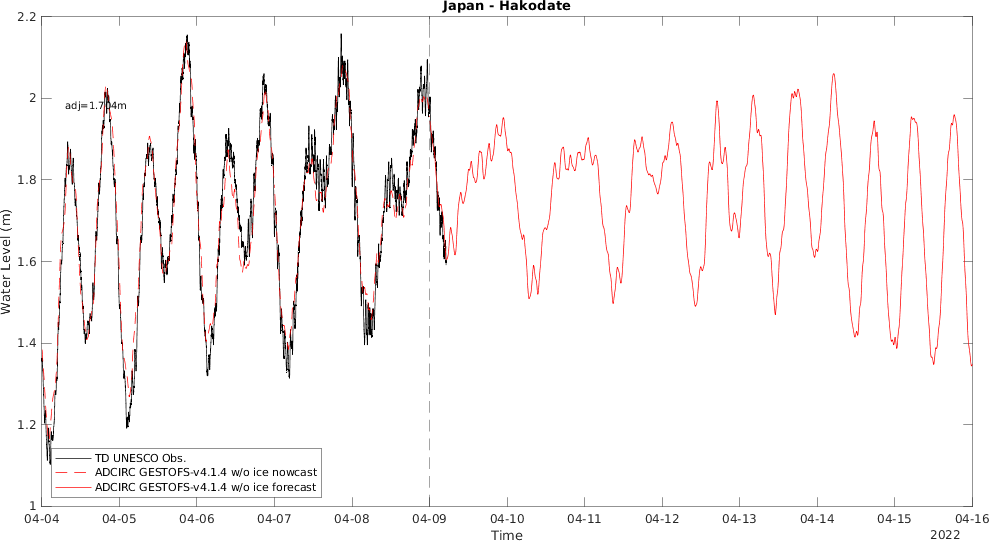 Japan - Hakodate
2.2
2
1.8
1.6
1.4
1.2
1
Water Level (m)
adj=1.704m
TD UNESCO Obs.
ADCIRC GESTOFS-v4.1.4 w/o ice nowcast
ADCIRC GESTOFS-v4.1.4 w/o ice forecast
04-04 04-05 04-06 04-07 04-08 04-09 04-10 04-11 04-12 04-13 04-14 04-15 04-16
Time
2022